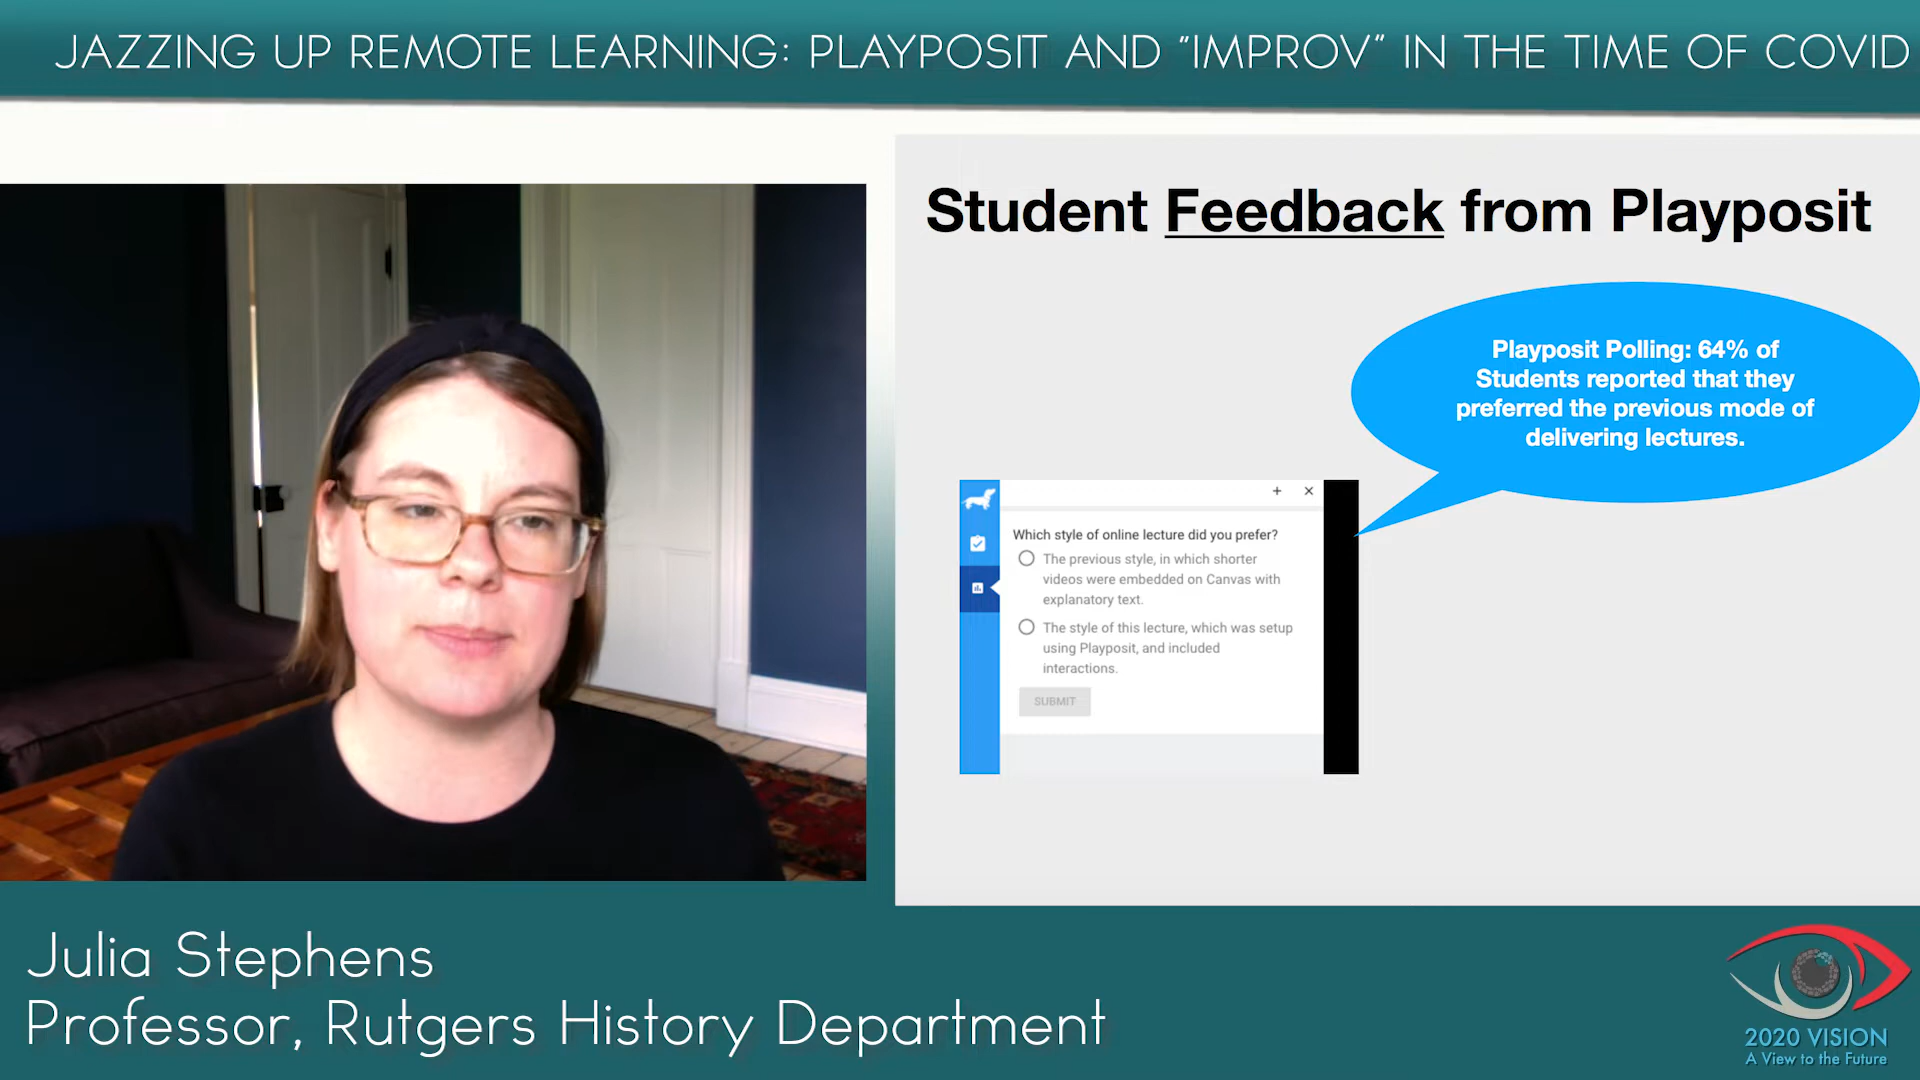 JAZZING UP REMOTE LEARNING: PLAYPOSIT AND "IMPROV" IN THE TIME OF COVID
Student Feedback from Playposit
Playposit Polling: 64% of
Students reported that they
preferred the previous mode of
delivering lectures.
Which style of online lecture did you prefer?
The previous style, in which shorter
videos were embedded on Canvas with
explanatory text.
The style of this lecture, which was setup
using Playposit, and included
interactions.
SUBMIT
Julia Stephens
Professor, Rutgers History Department
2020 VISION
A View to the Future